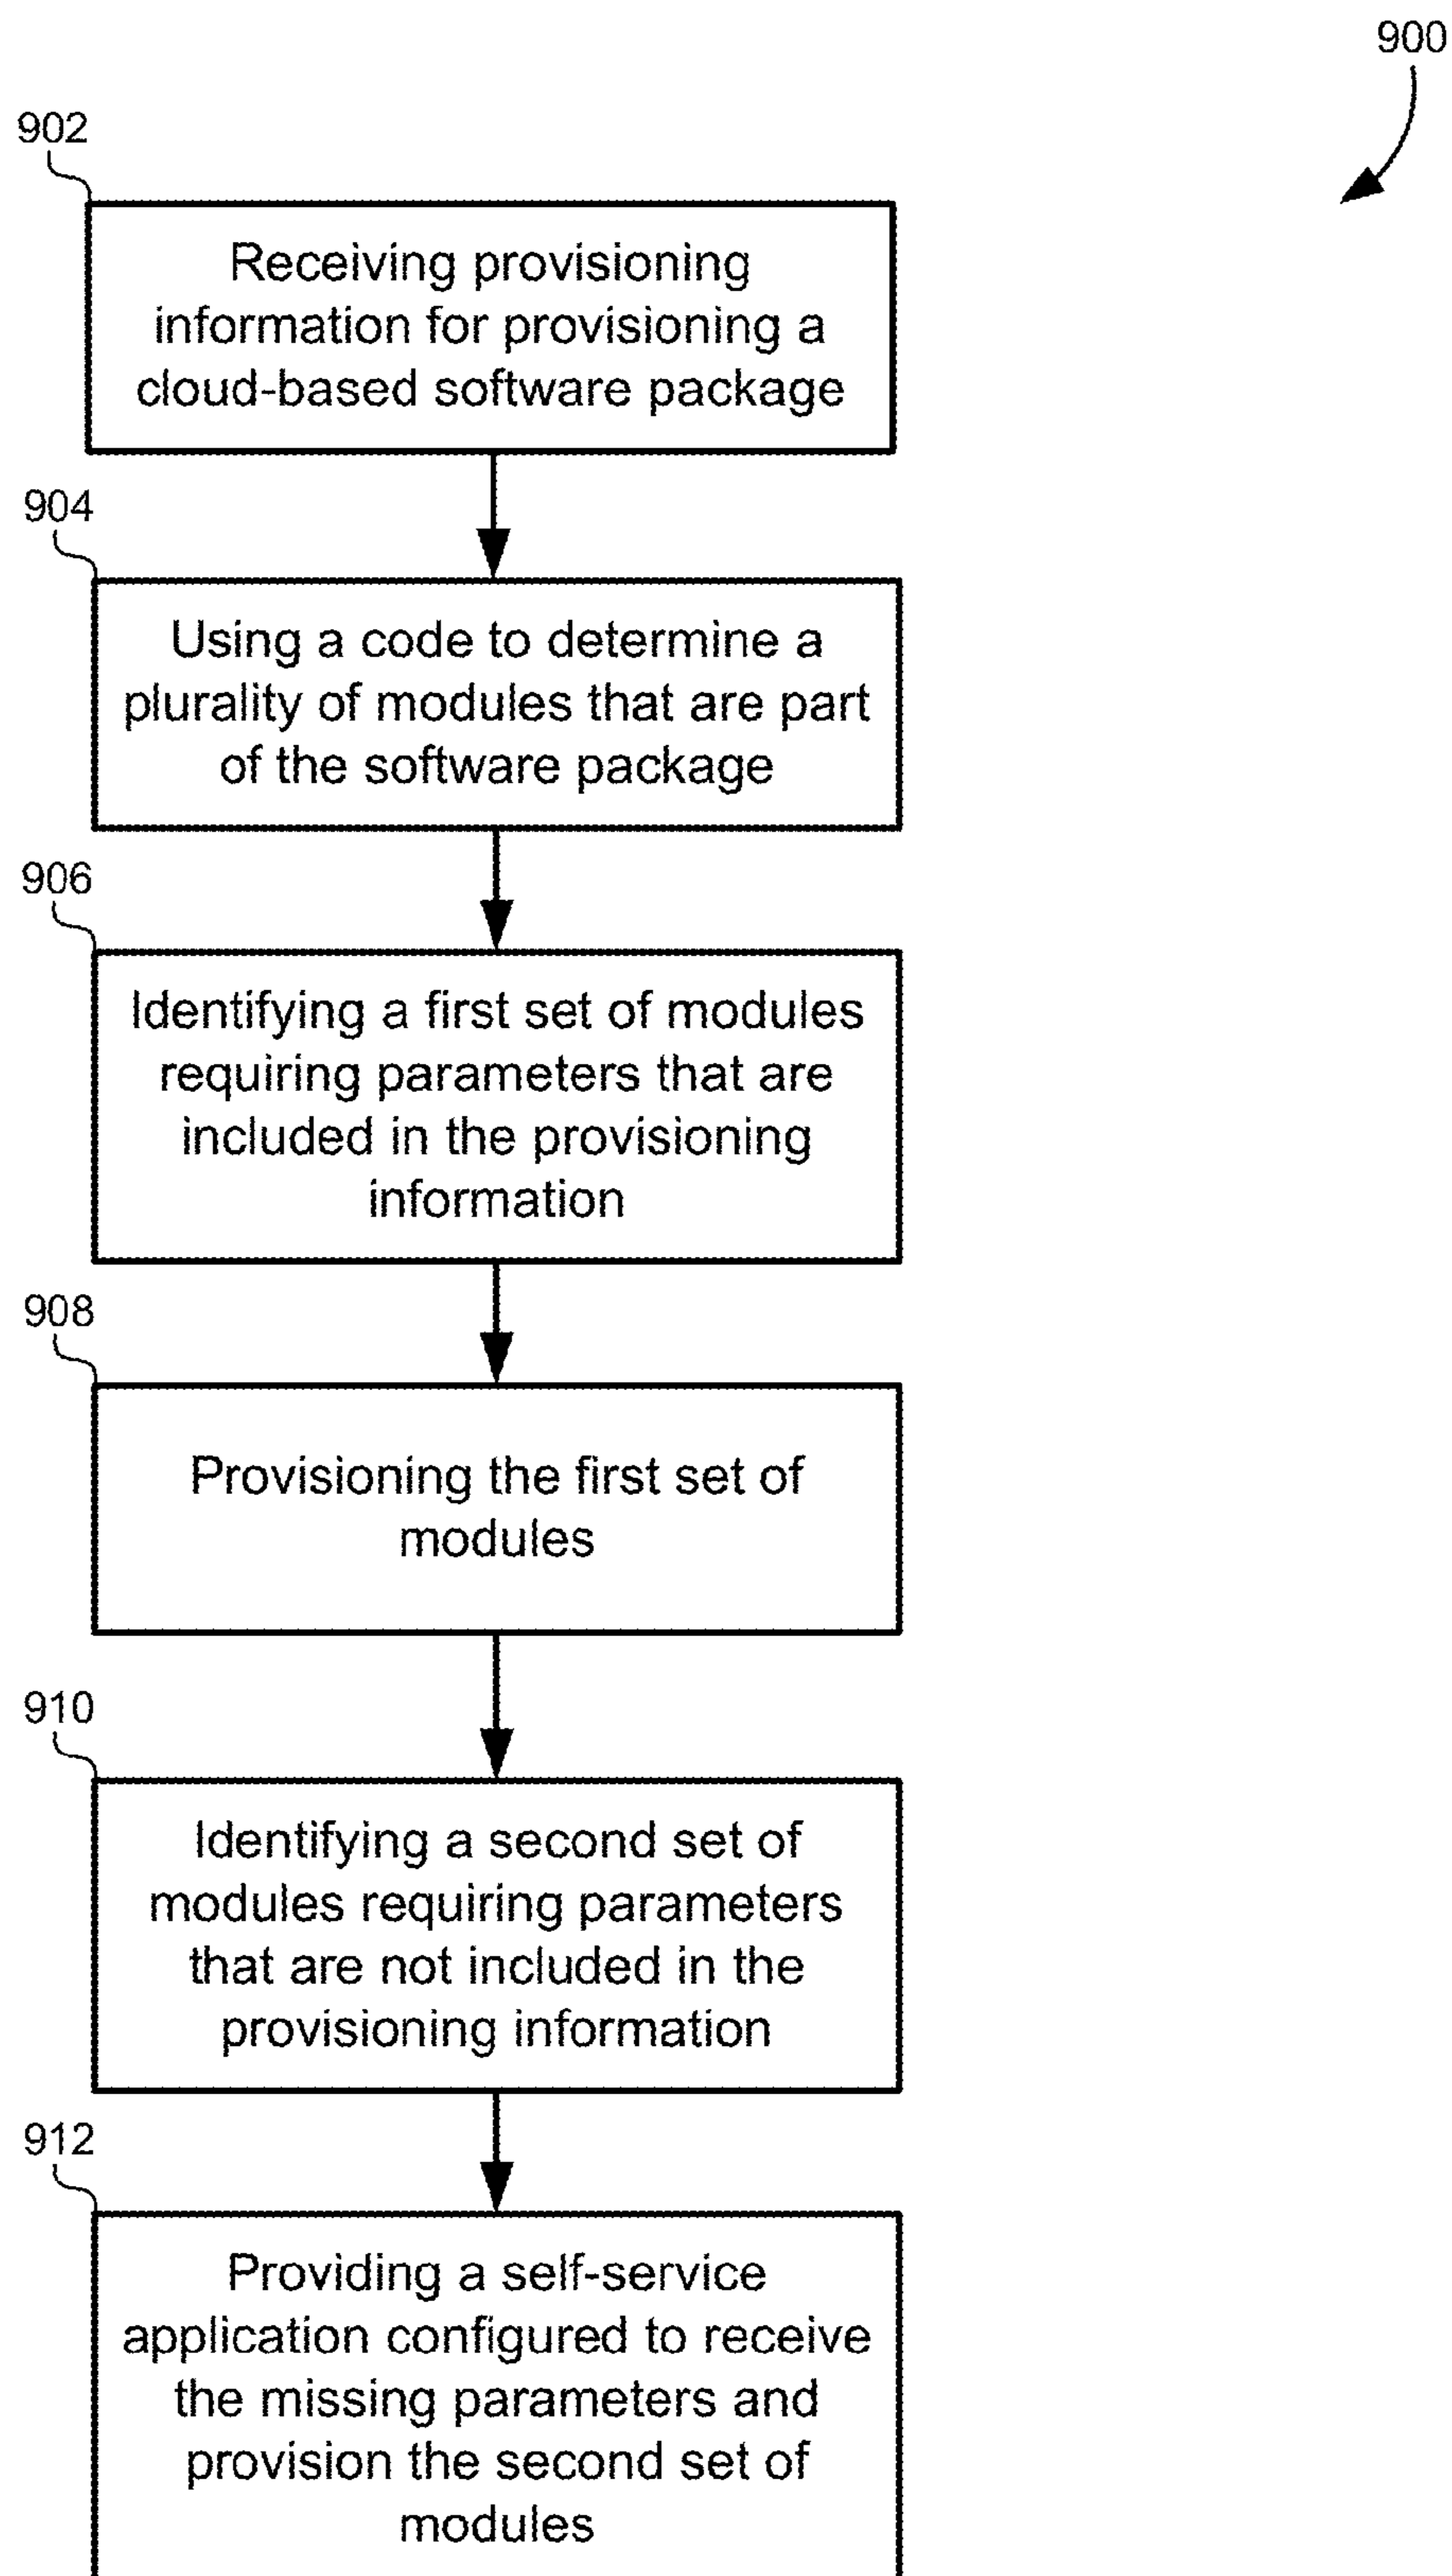 900
902
Receiving provisioning
information for provisioning a
cloud-based software package
904
Using a code to determine a
plurality of modules that are part
of the software package
906
Identifying a first set of modules
requiring parameters that are
included in the provisioning
information
908
Provisioning the first set of
modules
910
Identifying a second set of
modules requiring parameters
that are not included in the
provisioning information
912
Providing a self-service
application configured to receive
the missing parameters and
provision the second set of
modules